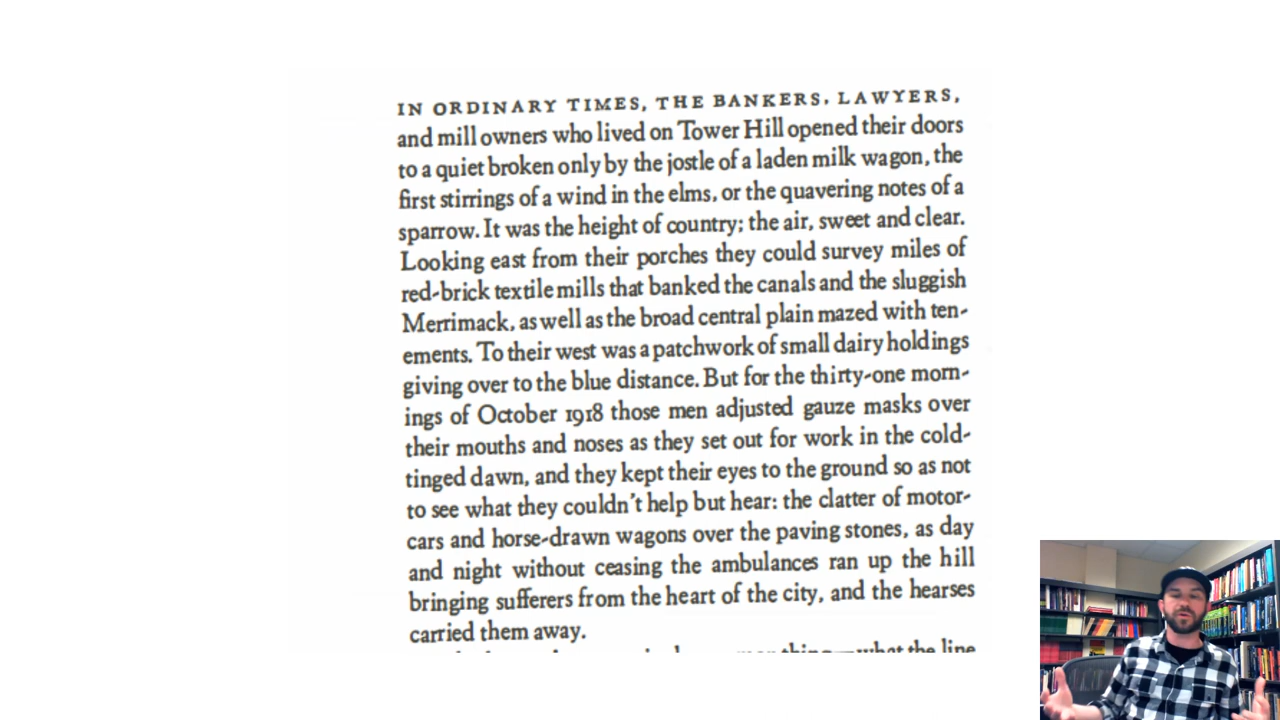 IN ORDINARY TIMES, THE BANKERS, LAWYERS,
and mill owners who lived on Tower Hill opened their doors
to a quiet broken only by the jostle of a laden milk wagon, the
first stirrings of a wind in the elms, or the quavering notes of a
sparrow. It was the height of country; the air, sweet and clear.
Looking east from their porches they could survey miles of
red-brick textile mills that banked the canals and the sluggish
Merrimack, as well as the broad central plain mazed with ten-
ements. To their west was a patchwork of small dairy holdings
giving over to the blue distance. But for the thirty-one morn-
ings of October 1918 those men adjusted gauze masks over
their mouths and noses as they set out for work in the cold-
tinged dawn, and they kept their eyes to the ground so as not
to see what they couldn't help but hear: the clatter of motor-
cars and horse-drawn wagons over the paving stones, as day
and night without ceasing the ambulances ran up the hill
bringing sufferers from the heart of the city, and the hearses
carried them away.
thing—what the line